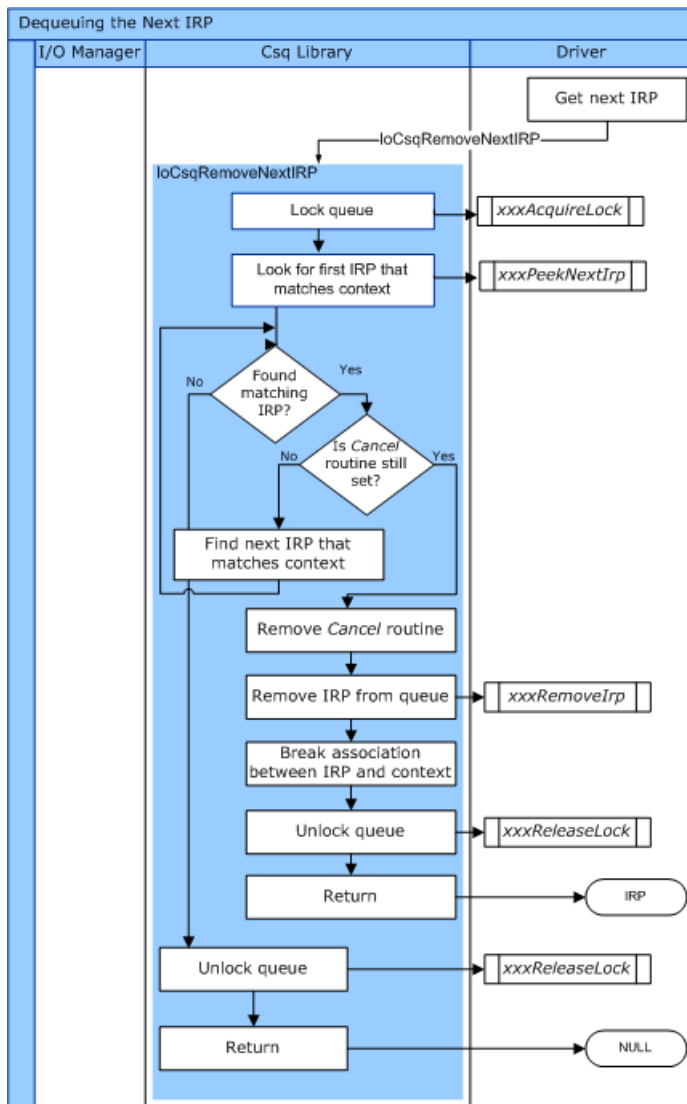 Dequeuing the Next IRP
I/O Manager
Csq Library
Driver
Get next IRP
IoCsqRemoveNextIRP
IoCsqRemoveNextIRP
Lock queue
xxxAcquireLock
Look for first IRP that
matches context
xxxPeekNextIrp
Found
matching
IRP?
No
Yes
Is Cancel
routine still
set?
No
Yes
Find next IRP that
matches context
Remove Cancel routine
Remove IRP from queue
xxxRemoveIrp
Break association
between IRP and context
Unlock queue
xxxReleaseLock
Return
IRP
Unlock queue
xxxReleaseLock
Return
NULL